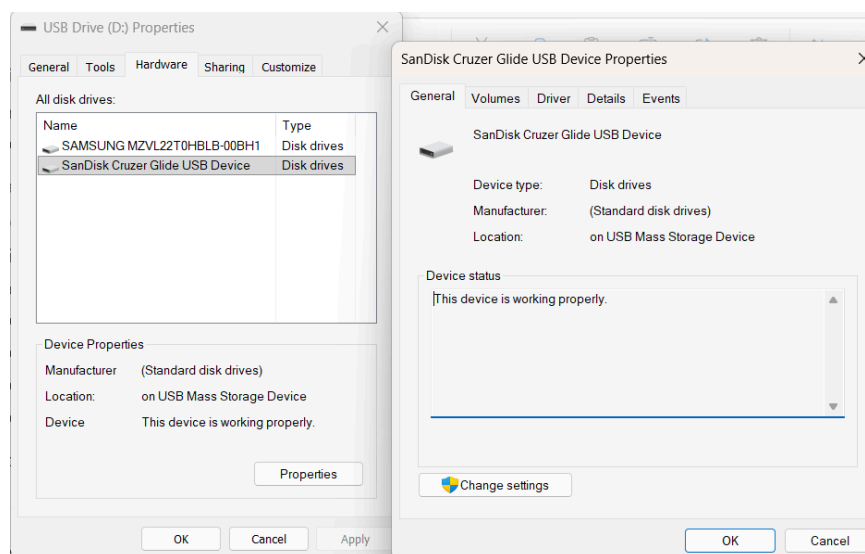 USB Drive (D:) Properties
General Tools Hardware Sharing Customize
All disk drives:
Name Type
SAMSUNG MZVL22T0HBLB-00BH1 Disk drives
SanDisk Cruzer Glide USB Device Disk drives
Device Properties
Manufacturer (Standard disk drives)
Location: on USB Mass Storage Device
Device This device is working properly.
Properties
OK Cancel Apply
SanDisk Cruzer Glide USB Device Properties
General Volumes Driver Details Events
SanDisk Cruzer Glide USB Device
Device type: Disk drives
Manufacturer: (Standard disk drives)
Location: on USB Mass Storage Device
Device status
This device is working properly.
Change settings
OK Cancel